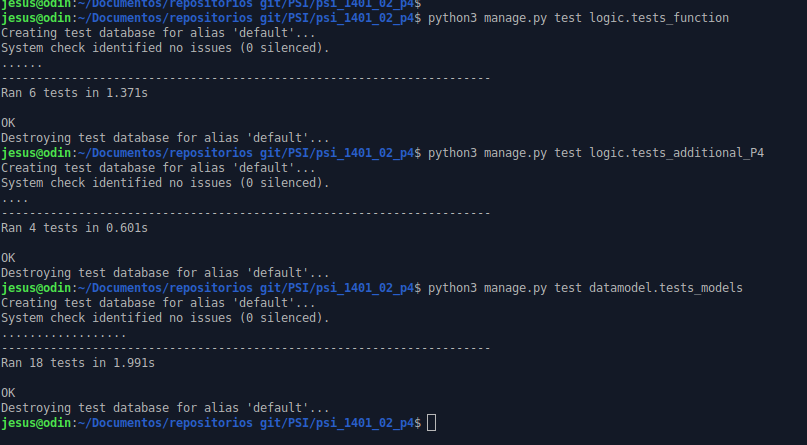 jesus@odin:~/Documentos/repositorios git/PSI/psi_1401_02_p4$
jesus@odin:~/Documentos/repositorios git/PSI/psi_1401_02_p4$ python3 manage.py test logic.tests_function
Creating test database for alias 'default'...
System check identified no issues (0 silenced).
......
----------------------------------------------------------------------
Ran 6 tests in 1.371s
OK
Destroying test database for alias 'default'...
jesus@odin:~/Documentos/repositorios git/PSI/psi_1401_02_p4$ python3 manage.py test logic.tests_additional_P4
Creating test database for alias 'default'...
System check identified no issues (0 silenced).
....
----------------------------------------------------------------------
Ran 4 tests in 0.601s
OK
Destroying test database for alias 'default'...
jesus@odin:~/Documentos/repositorios git/PSI/psi_1401_02_p4$ python3 manage.py test datamodel.tests_models
Creating test database for alias 'default'...
System check identified no issues (0 silenced).
..................
----------------------------------------------------------------------
Ran 18 tests in 1.991s
OK
Destroying test database for alias 'default'...
jesus@odin:~/Documentos/repositorios git/PSI/psi_1401_02_p4$